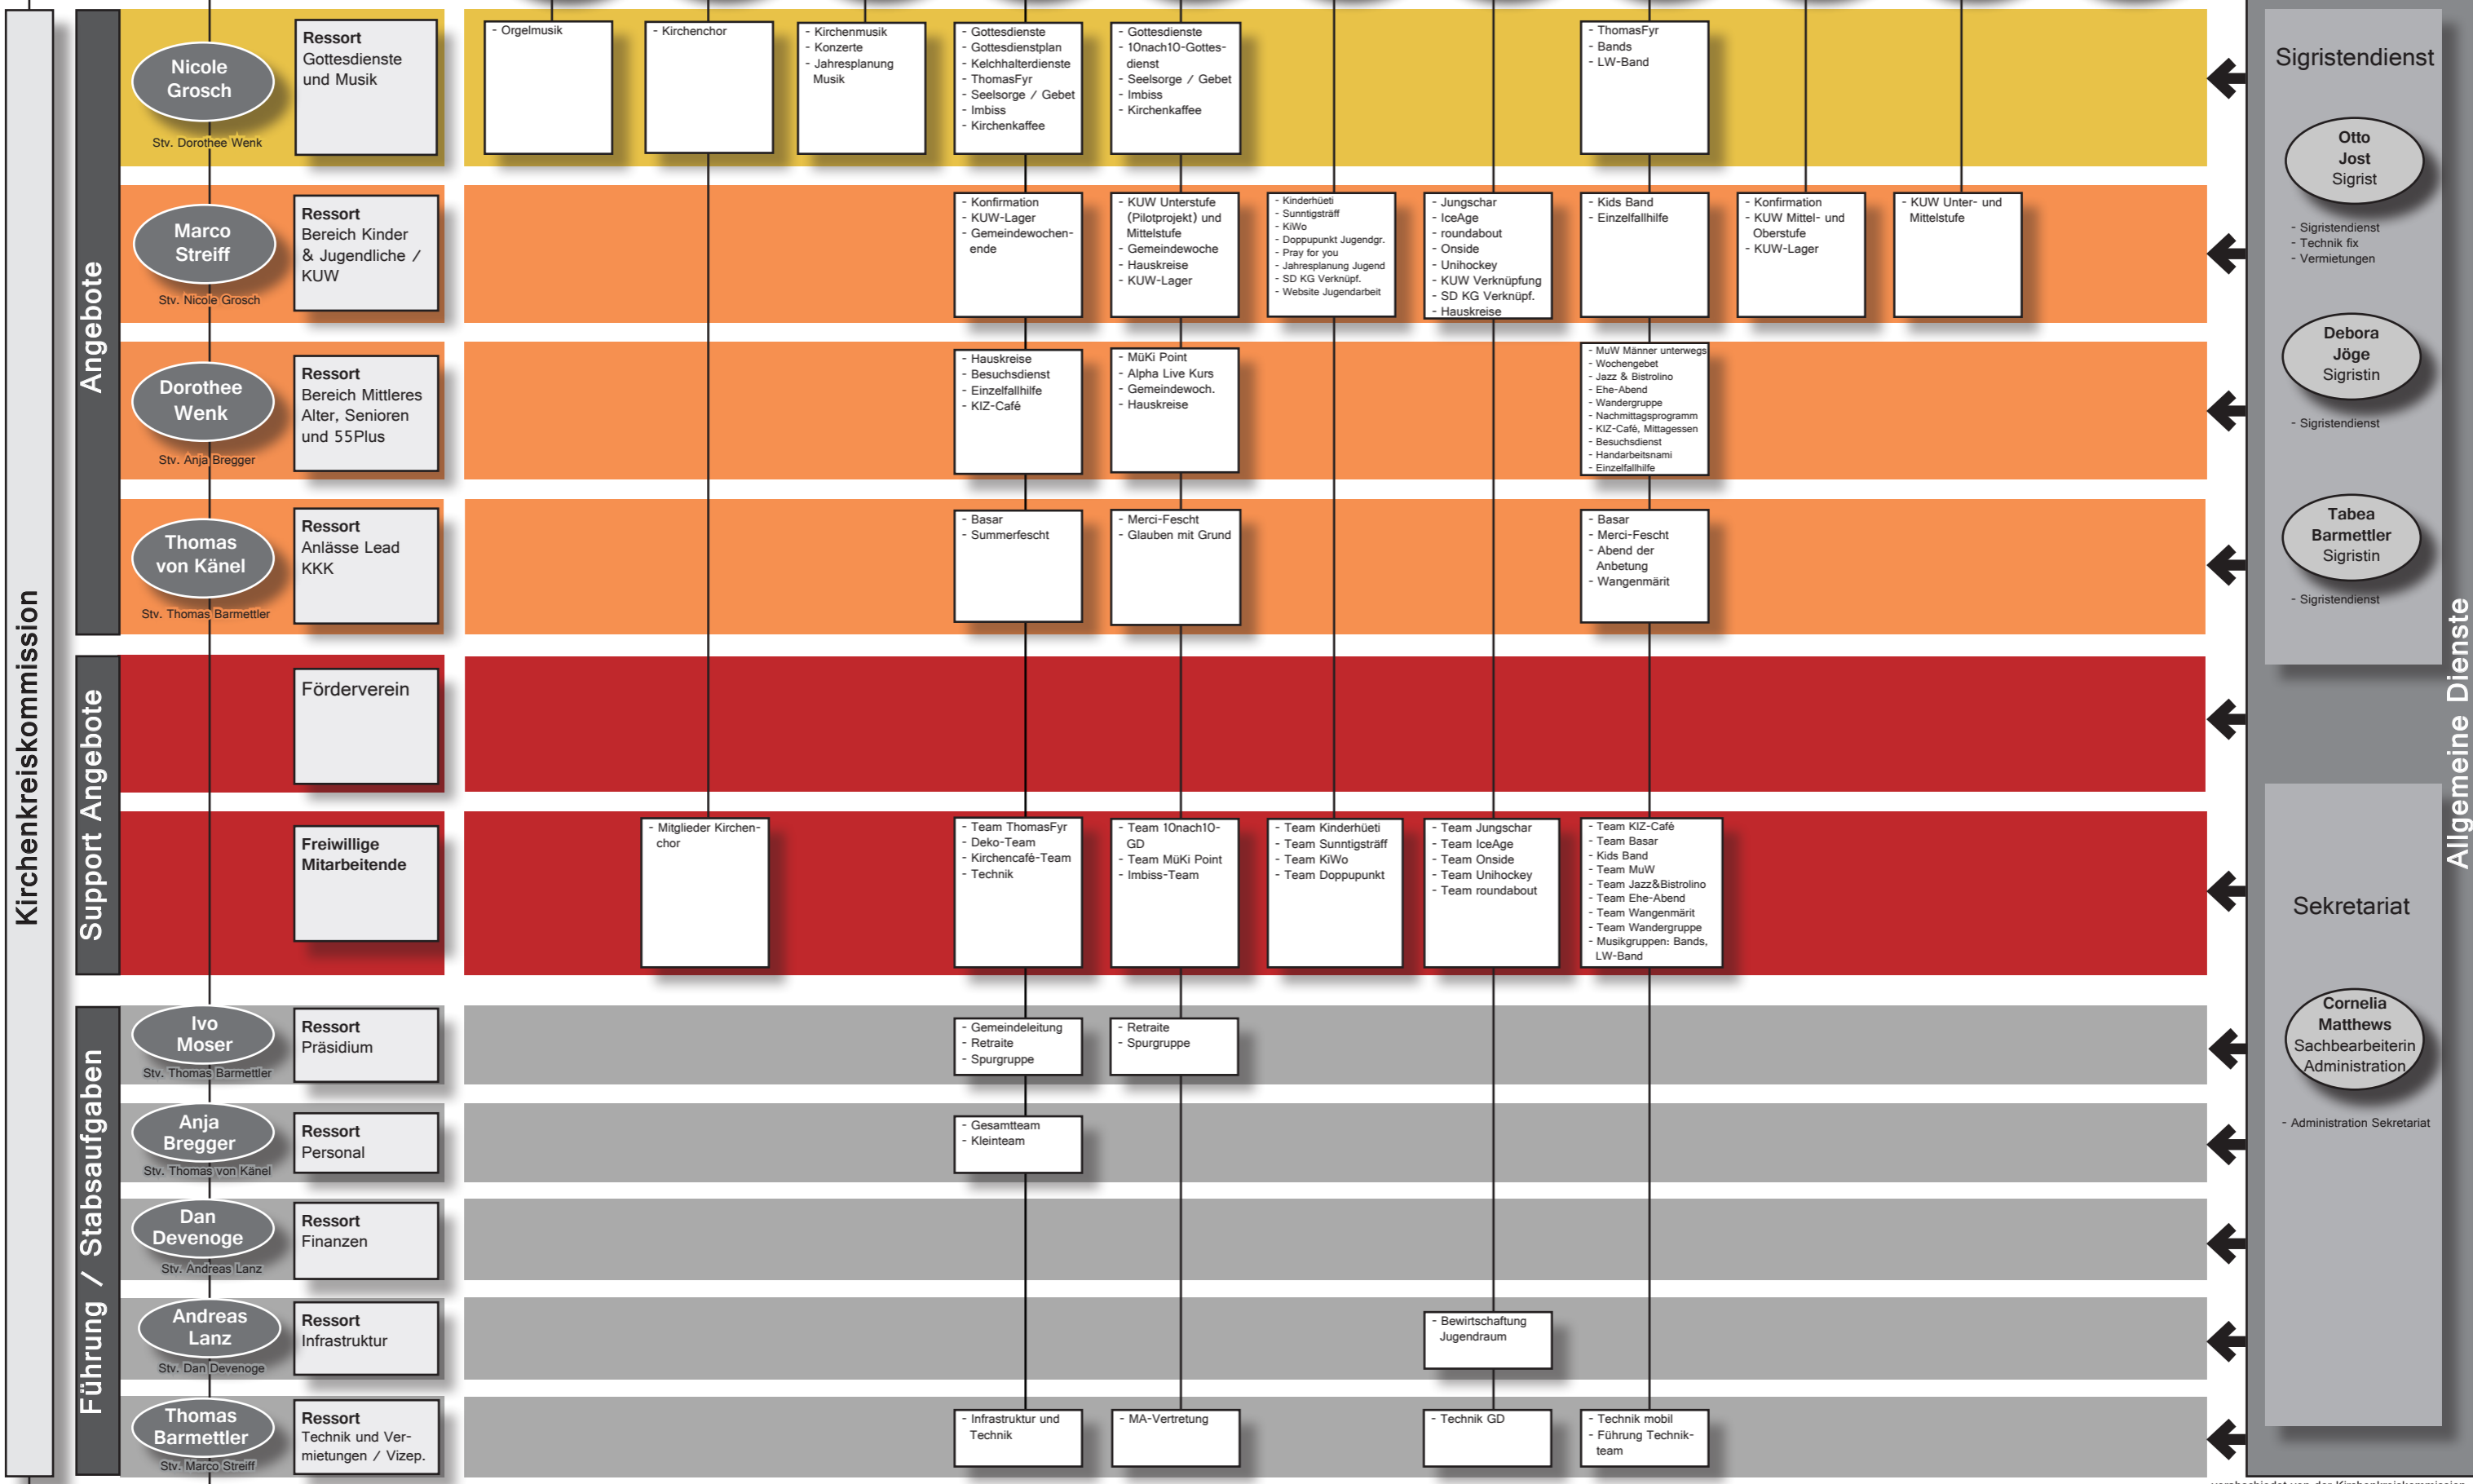 Kirchenkreiskommission
Angebote
Nicole
Grosch
Stv. Dorothee Wenk
Ressort
Gottesdienste
und Musik
- Orgelmusik
- Kirchenchor
- Kirchenmusik
- Konzerte
- Jahresplanung
Musik
- Gottesdienste
- Gottesdienstplan
- Kelchhalterdienste
- ThomasFyr
- Seelsorge / Gebet
- Imbiss
- Kirchenkaffee
- Gottesdienste
- 10nach10-Gottes-
dienst
- Seelsorge / Gebet
- Imbiss
- Kirchenkaffee
- ThomasFyr
- Bands
- LW-Band
Marco
Streiff
Stv. Nicole Grosch
Ressort
Bereich Kinder
& Jugendliche /
KUW
- Konfirmation
- KUW-Lager
- Gemeindewochen-
ende
- KUW Unterstufe
(Pilotprojekt) und
Mittelstufe
- Gemeindewoche
- Hauskreise
- KUW-Lager
- Kinderhüeti
- Sunntigsträff
- KiWo
- Doppupunkt Jugendgr.
- Pray for you
- Jahresplanung Jugend
- SD KG Verknüpf.
- Website Jugendarbeit
- Jungschar
- IceAge
- roundabout
- Onside
- Unihockey
- KUW Verknüpfung
- SD KG Verknüpf.
- Hauskreise
- Kids Band
- Einzelfallhilfe
- Konfirmation
- KUW Mittel- und
Oberstufe
- KUW-Lager
- KUW Unter- und
Mittelstufe
Dorothee
Wenk
Stv. Anja Bregger
Ressort
Bereich Mittleres
Alter, Senioren
und 55Plus
- Hauskreise
- Besuchsdienst
- Einzelfallhilfe
- KIZ-Café
- MüKi Point
- Alpha Live Kurs
- Gemeindewoch.
- Hauskreise
- MuW Männer unterwegs
- Wochengebet
- Jazz & Bistrolino
- Ehe-Abend
- Wandergruppe
- Nachmittagsprogramm
- KIZ-Café, Mittagessen
- Besuchsdienst
- Handarbeitsnami
- Einzelfallhilfe
Thomas
von Känel
Stv. Thomas Barmettler
Ressort
Anlässe Lead
KKK
- Basar
- Summerfescht
- Merci-Fescht
- Glauben mit Grund
- Basar
- Merci-Fescht
- Abend der
Anbetung
- Wangenmärit
Support Angebote
Förderverein
Freiwillige
Mitarbeitende
- Mitglieder Kirchen-
chor
- Team ThomasFyr
- Deko-Team
- Kirchencafé-Team
- Technik
- Team 10nach10-
GD
- Team MüKi Point
- Imbiss-Team
- Team Kinderhüeti
- Team Sunntigsträff
- Team KiWo
- Team Doppupunkt
- Team Jungschar
- Team IceAge
- Team Onside
- Team Unihockey
- Team roundabout
- Team KIZ-Café
- Team Basar
- Kids Band
- Team MuW
- Team Jazz&Bistrolino
- Team Ehe-Abend
- Team Wangenmärit
- Team Wandergruppe
- Musikgruppen: Bands,
LW-Band
Führung / Stabsaufgaben
Ivo
Moser
Stv. Thomas Barmettler
Ressort
Präsidium
- Gemeindeleitung
- Retraite
- Spurgruppe
- Retraite
- Spurgruppe
Anja
Bregger
Stv. Thomas von Känel
Ressort
Personal
- Gesamtteam
- Kleinteam
Dan
Devenoge
Stv. Andreas Lanz
Ressort
Finanzen
Andreas
Lanz
Stv. Dan Devenoge
Ressort
Infrastruktur
- Bewirtschaftung
Jugendraum
Thomas
Barmettler
Stv. Marco Streiff
Ressort
Technik und Ver-
mietungen / Vizep.
- Infrastruktur und
Technik
- MA-Vertretung
- Technik GD
- Technik mobil
- Führung Technik-
team
Allgemeine Dienste
Sigristendienst
Otto
Jost
Sigrist
- Sigristendienst
- Technik fix
- Vermietungen
Debora
Jöge
Sigristin
- Sigristendienst
Tabea
Barmettler
Sigristin
- Sigristendienst
Sekretariat
Cornelia
Matthews
Sachbearbeiterin
Administration
- Administration Sekretariat